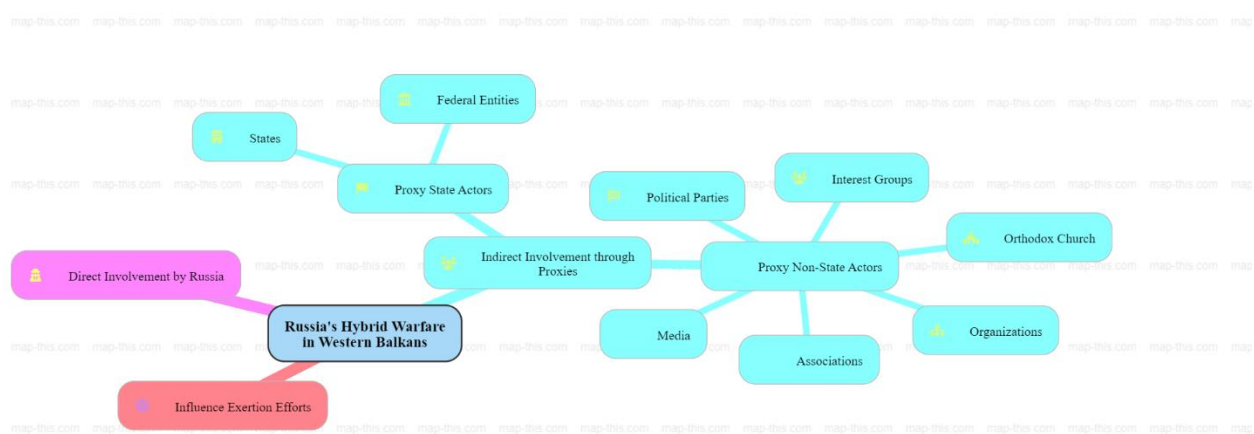 Federal Entities
States
Proxy State Actors
Interest Groups
Political Parties
Orthodox Church
Indirect Involvement through
Proxies
Proxy Non-State Actors
Direct Involvement by Russia
Russia's Hybrid Warfare
in Western Balkans
Media
Organizations
Associations
Influence Exertion Efforts
map-this.com